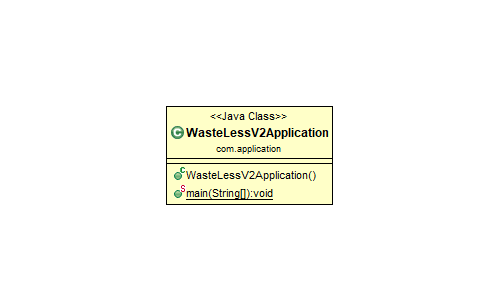 <<Java Class>>
C WasteLessV2Application
com.application
C WasteLessV2Application()
S main(String[]):void